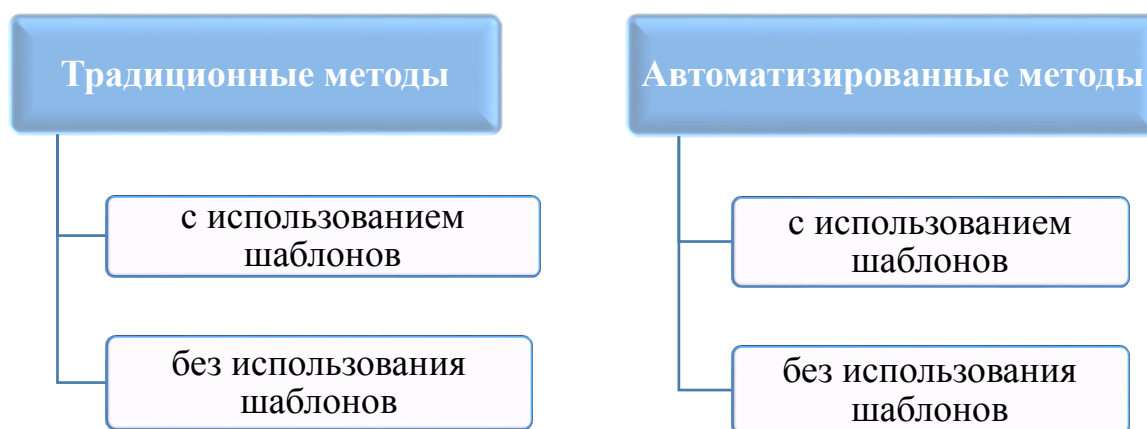 Традиционные методы
с использованием
шаблонов
без использования
шаблонов
Автоматизированные методы
с использованием
шаблонов
без использования
шаблонов